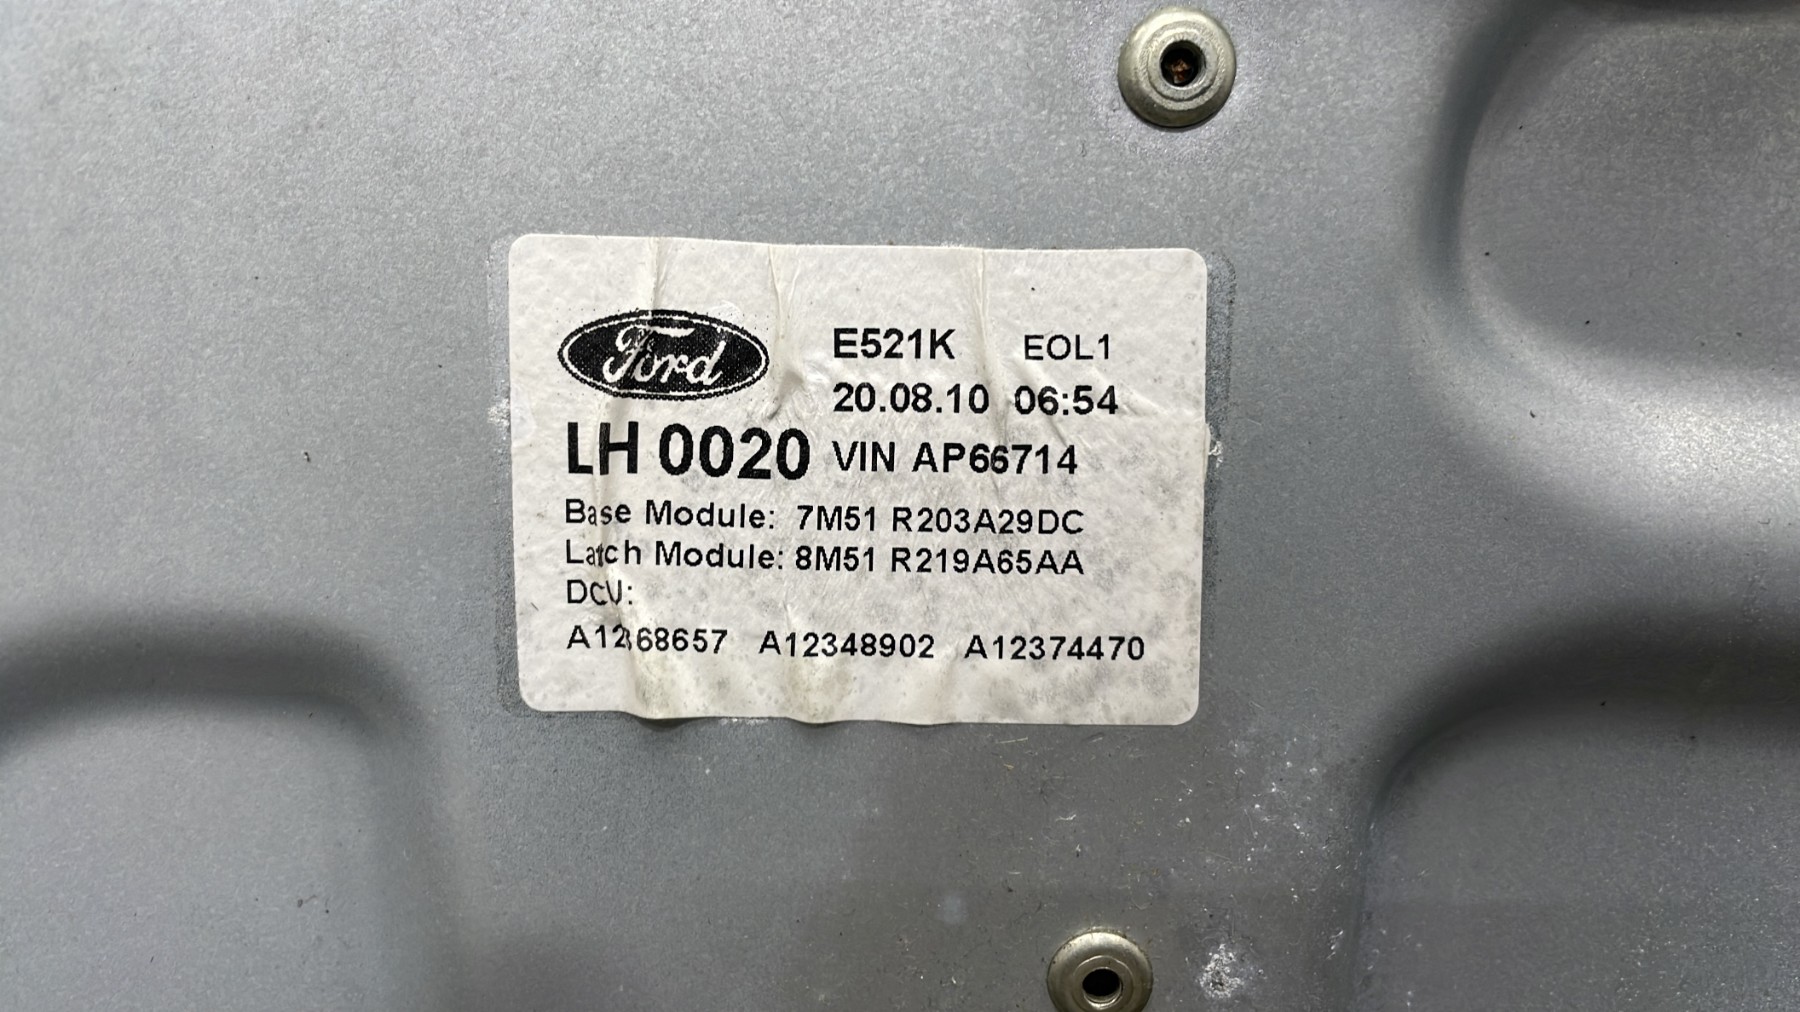 Ford
E521K EOL1
20.08.10 06:54
LH 0020 VIN AP66714
Base Module: 7M51 R203A29DC
Latch Module: 8M51 R219A65AA
DCU:
A12368657 A12348902 A12374470